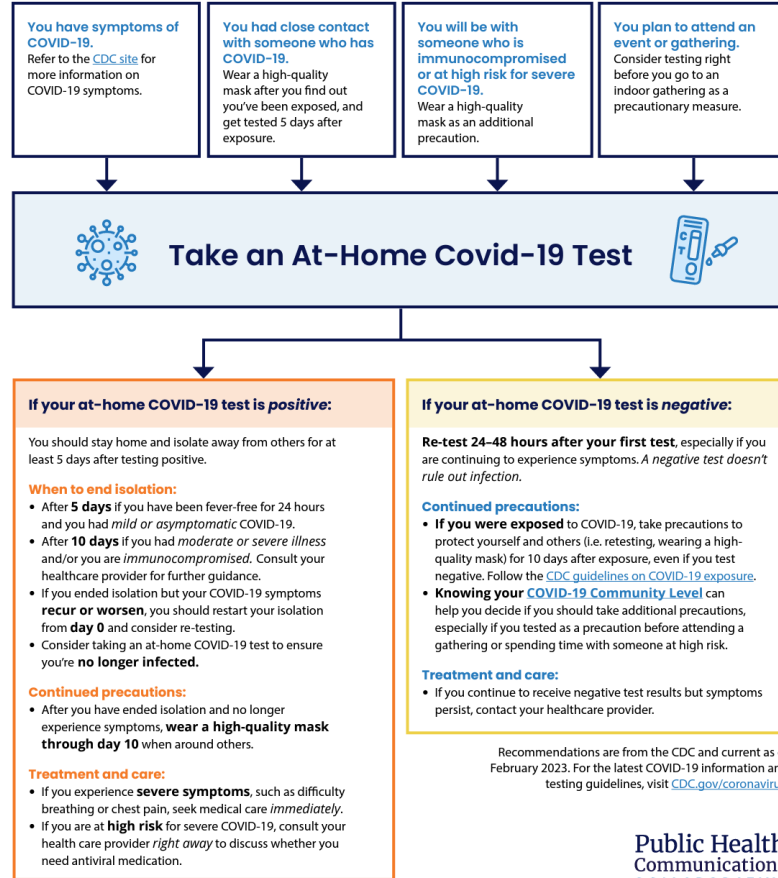 You have symptoms of
COVID-19.
Refer to the CDC site for
more information on
COVID-19 symptoms.
You had close contact
with someone who has
COVID-19.
Wear a high-quality
mask after you find out
you've been exposed, and
get tested 5 days after
exposure.
You will be with
someone who is
immunocompromised
or at high risk for severe
COVID-19.
Wear a high-quality
mask as an additional
precaution.
You plan to attend an
event or gathering.
Consider testing right
before you go to an
indoor gathering as a
precautionary measure.
Take an At-Home Covid-19 Test
C
T
If your at-home COVID-19 test is positive:
You should stay home and isolate away from others for at
least 5 days after testing positive.
When to end isolation:
• After 5 days if you have been fever-free for 24 hours
and you had mild or asymptomatic COVID-19.
• After 10 days if you had moderate or severe illness
and/or you are immunocompromised. Consult your
healthcare provider for further guidance.
• If you ended isolation but your COVID-19 symptoms
recur or worsen, you should restart your isolation
from day 0 and consider re-testing.
• Consider taking an at-home COVID-19 test to ensure
you're no longer infected.
Continued precautions:
• After you have ended isolation and no longer
experience symptoms, wear a high-quality mask
through day 10 when around others.
Treatment and care:
• If you experience severe symptoms, such as difficulty
breathing or chest pain, seek medical care immediately.
• If you are at high risk for severe COVID-19, consult your
health care provider right away to discuss whether you
need antiviral medication.
If your at-home COVID-19 test is negative:
Re-test 24–48 hours after your first test, especially if you
are continuing to experience symptoms. A negative test doesn't
rule out infection.
Continued precautions:
• If you were exposed to COVID-19, take precautions to
protect yourself and others (i.e. retesting, wearing a high-
quality mask) for 10 days after exposure, even if you test
negative. Follow the CDC guidelines on COVID-19 exposure.
• Knowing your COVID-19 Community Level can
help you decide if you should take additional precautions,
especially if you tested as a precaution before attending a
gathering or spending time with someone at high risk.
Treatment and care:
• If you continue to receive negative test results but symptoms
persist, contact your healthcare provider.
Recommendations are from the CDC and current as
February 2023. For the latest COVID-19 information an
testing guidelines, visit CDC.gov/coronaviru
Public Health
Communication